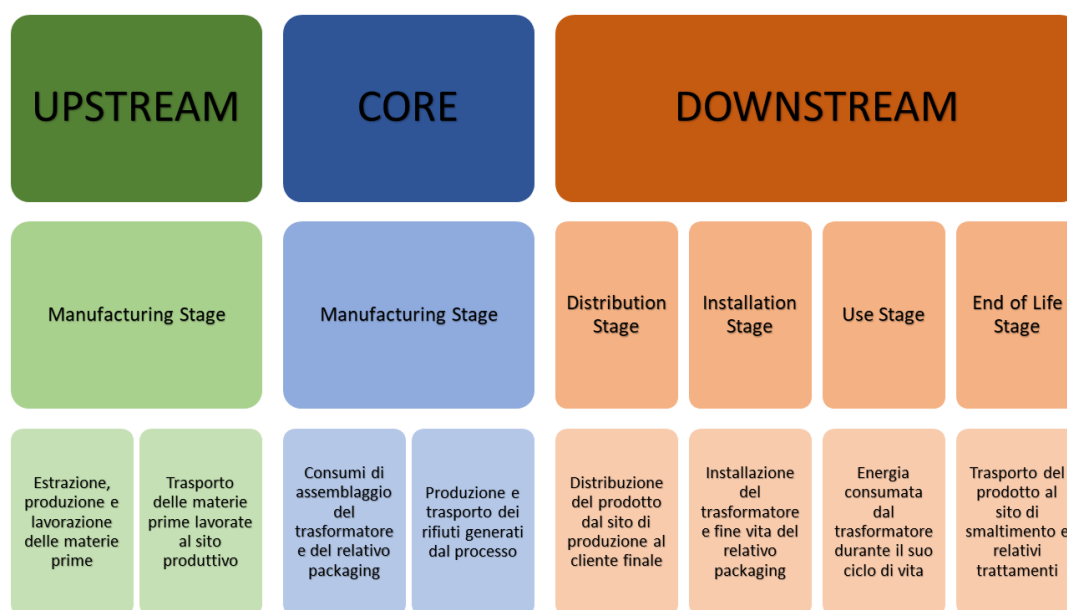 UPSTREAM
CORE
DOWNSTREAM
Manufacturing Stage
Manufacturing Stage
Distribution
Stage
Installation
Stage
Use Stage
End of Life
Stage
Estrazione,
produzione e
lavorazione
delle materie
prime
Trasporto
delle materie
prime lavorate
al sito
produttivo
Consumi di
assemblaggio
del
trasformatore
e del relativo
packaging
Produzione e
trasporto dei
rifiuti generati
dal processo
Distribuzione
del prodotto
dal sito di
produzione al
cliente finale
Installazione
del
trasformatore
e fine vita del
relativo
packaging
Energia
consumata
dal
trasformatore
durante il suo
ciclo di vita
Trasporto del
prodotto al
sito di
smaltimento e
relativi
trattamenti